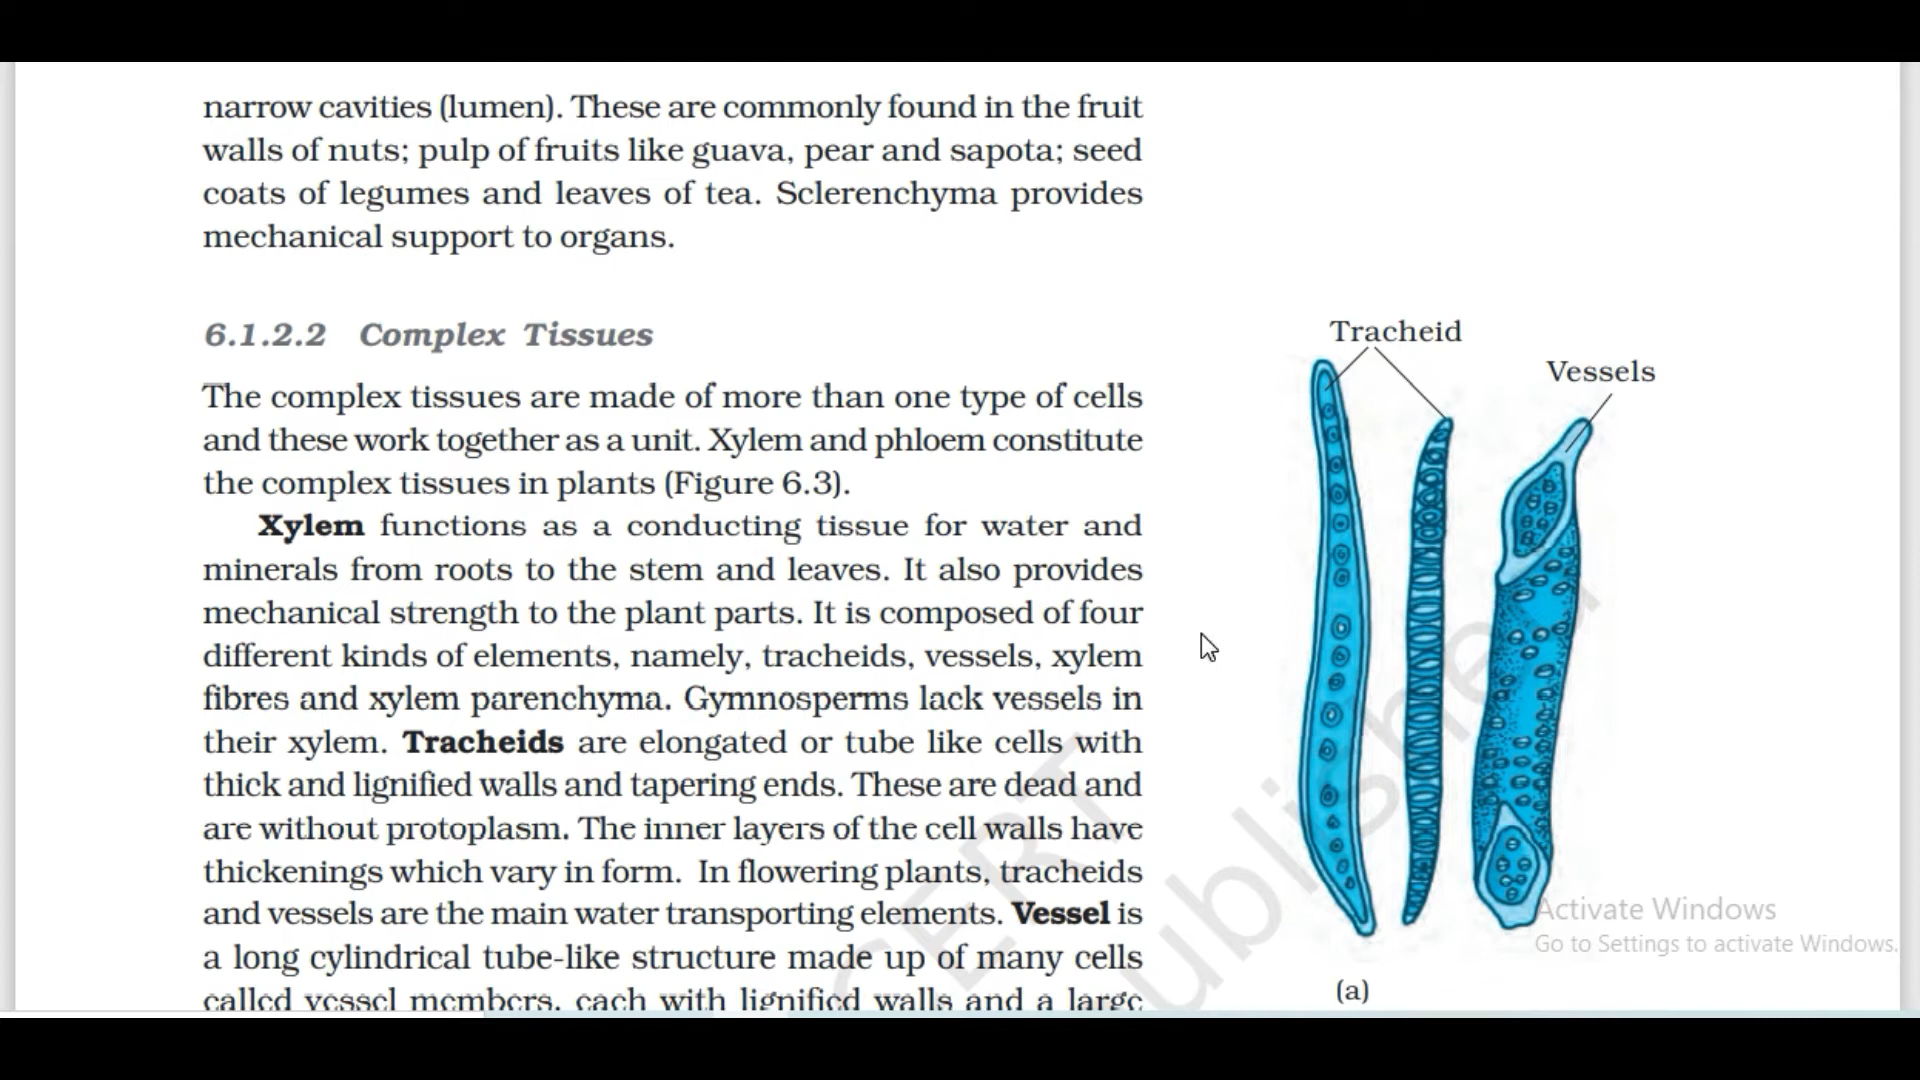 narrow cavities (lumen). These are commonly found in the fruit
walls of nuts; pulp of fruits like guava, pear and sapota; seed
coats of legumes and leaves of tea. Sclerenchyma provides
mechanical support to organs.
6.1.2.2 Complex Tissues
The complex tissues are made of more than one type of cells
and these work together as a unit. Xylem and phloem constitute
the complex tissues in plants (Figure 6.3).
Xylem functions as a conducting tissue for water and
minerals from roots to the stem and leaves. It also provides
mechanical strength to the plant parts. It is composed of four
different kinds of elements, namely, tracheids, vessels, xylem
fibres and xylem parenchyma. Gymnosperms lack vessels in
their xylem. Tracheids are elongated or tube like cells with
thick and lignified walls and tapering ends. These are dead and
are without protoplasm. The inner layers of the cell walls have
thickenings which vary in form. In flowering plants, tracheids
and vessels are the main water transporting elements. Vessel is
a long cylindrical tube-like structure made up of many cells
called vessel members, each with lignified walls and a large
Tracheid
Vessels
(a)
Activate Windows
Go to Settings to activate Windows.